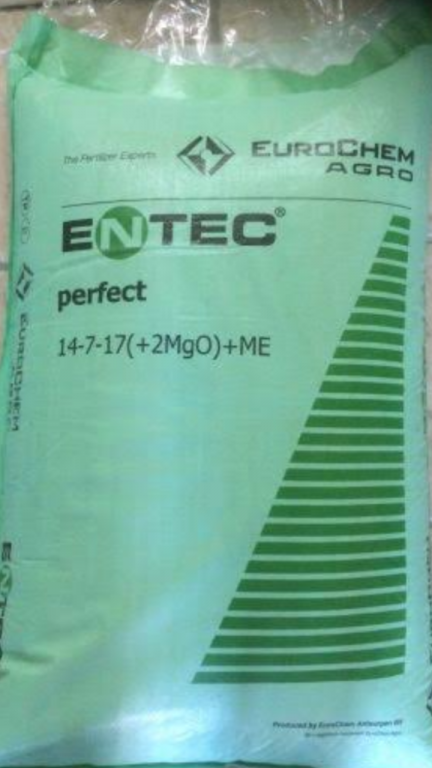 The Fertilizer Experts
EUROCHEM
AGRO
ENTEC®
perfect
14-7-17(+2MgO)+ME
EUROCHEM
Produced by EuroChem Antwerpen NV